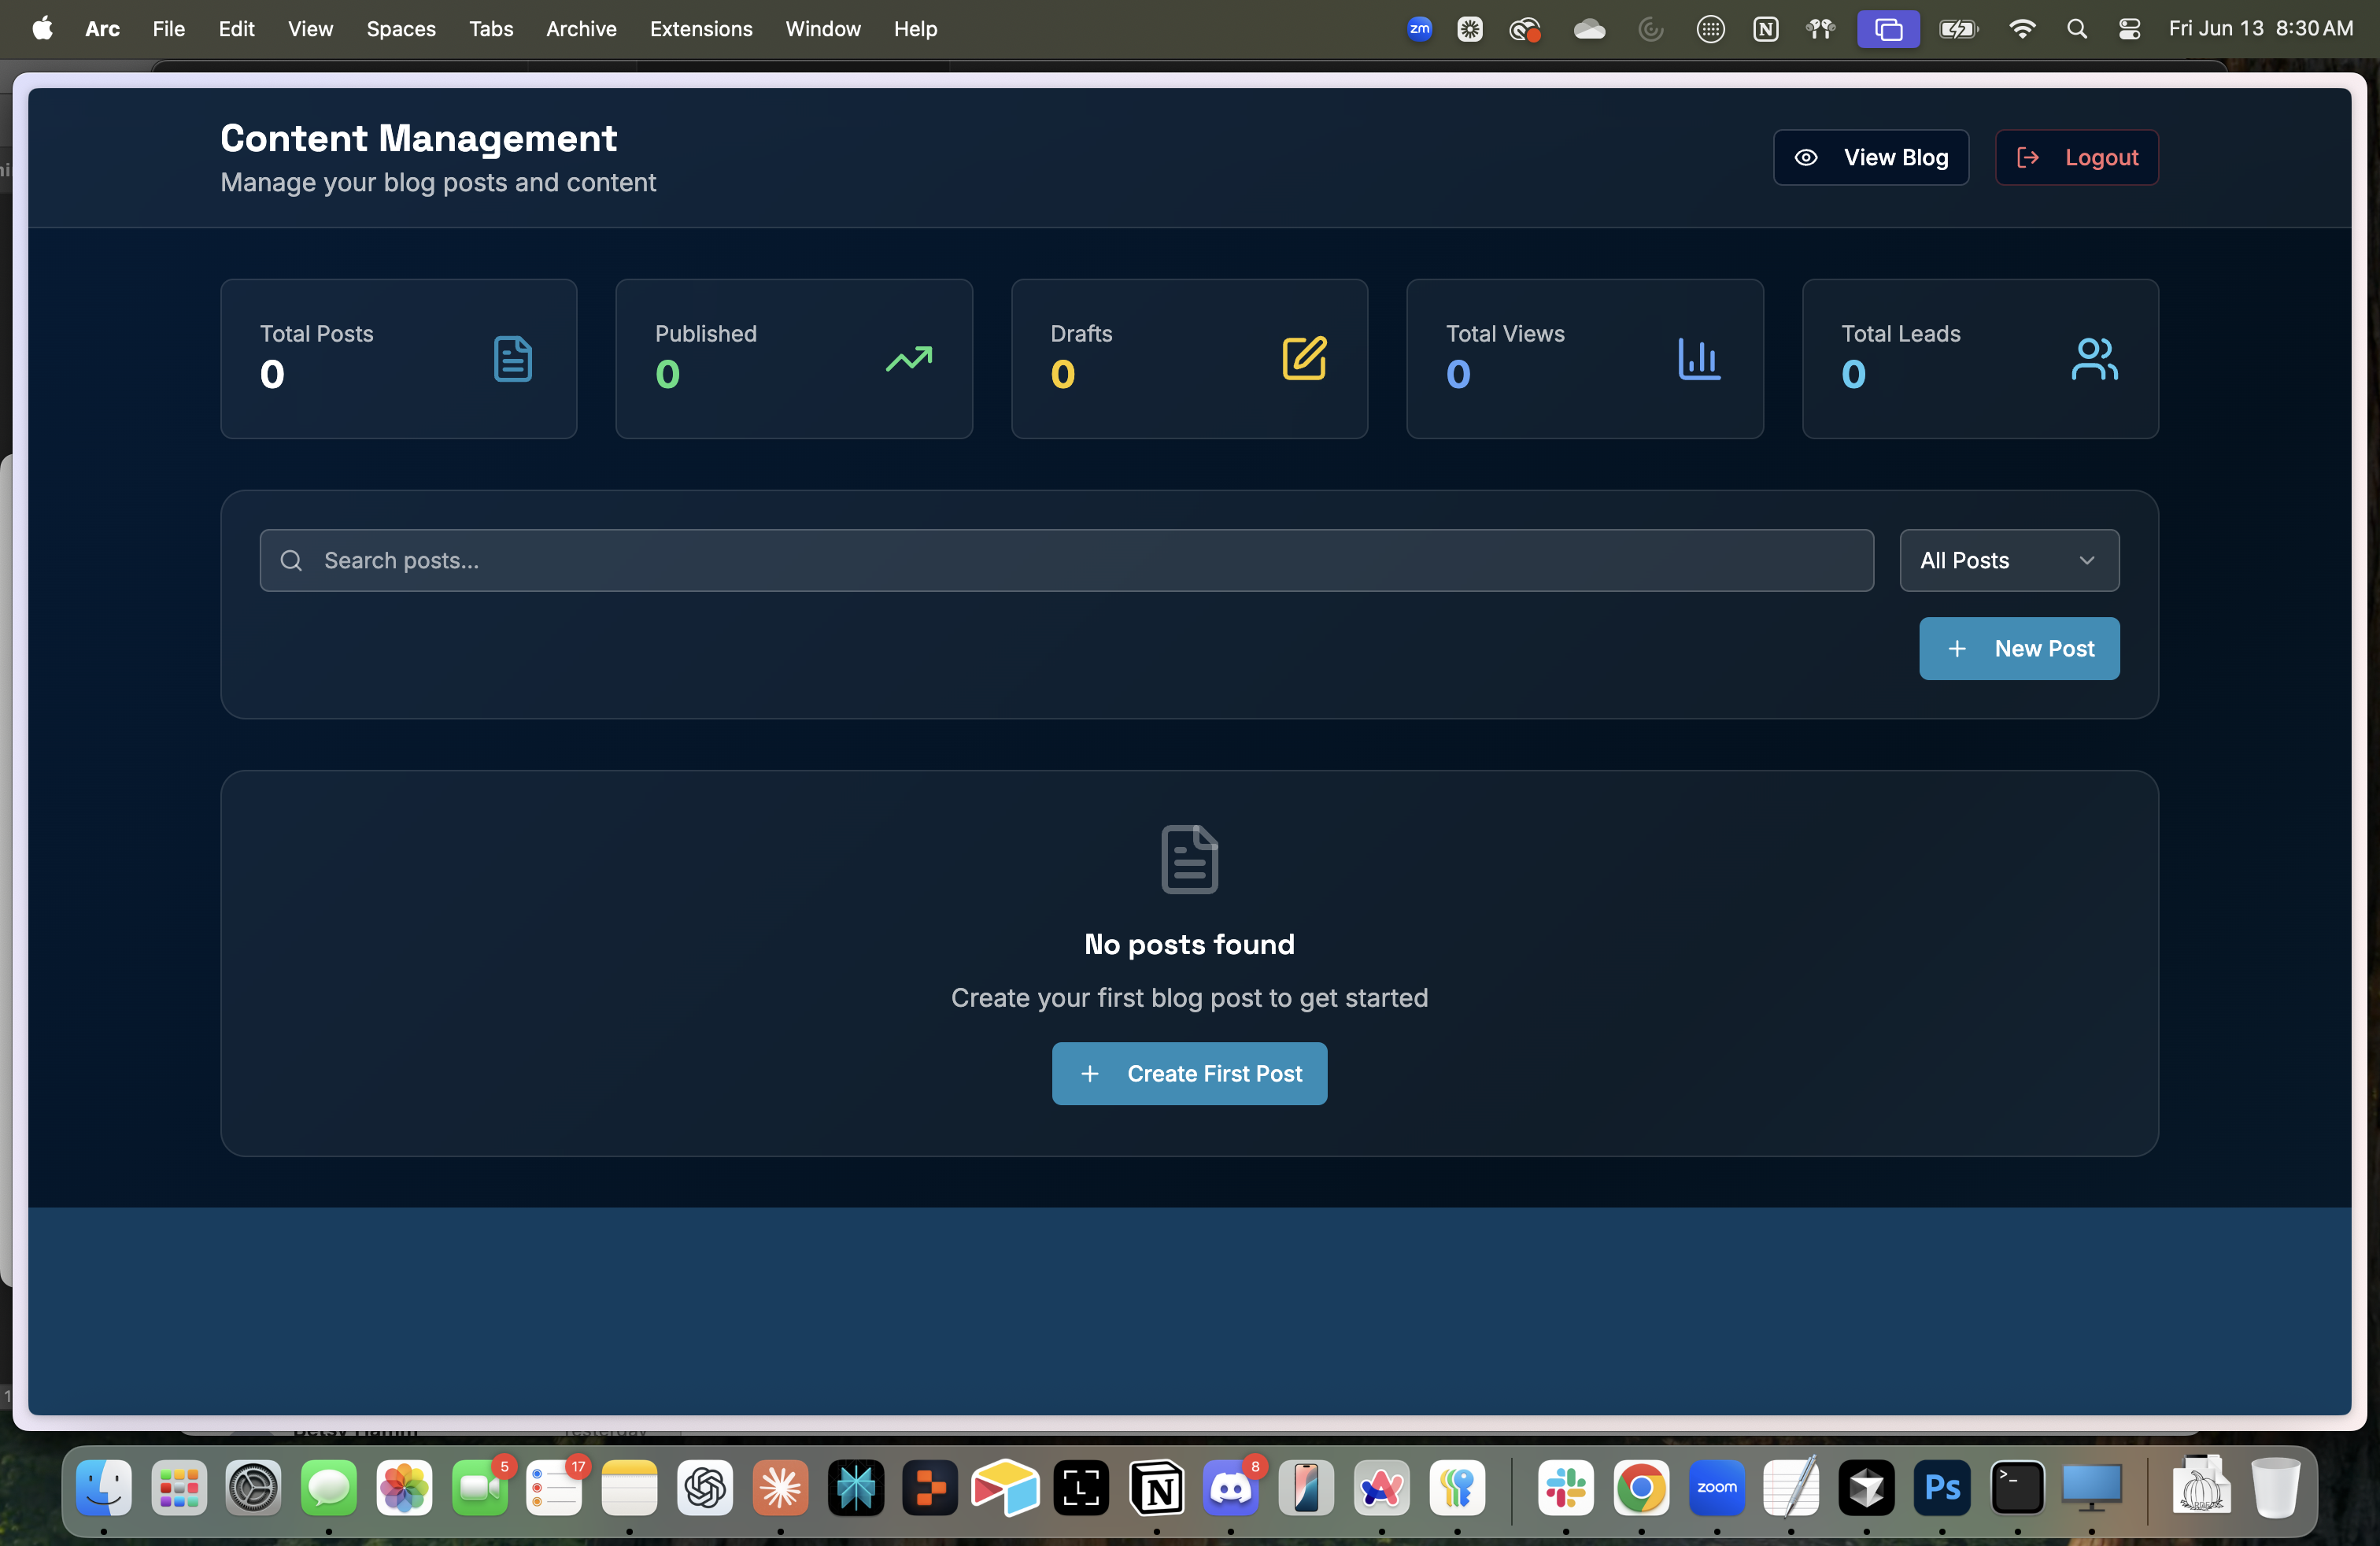 Arc File Edit View Spaces Tabs Archive Extensions Window Help zm N Fri Jun 13 8:30 AM
Content Management
Manage your blog posts and content
View Blog
Logout
Total Posts
0
Published
0
Drafts
0
Total Views
0
Total Leads
0
Search posts...
All Posts
New Post
No posts found
Create your first blog post to get started
Create First Post
Betsy Hamm Yesterday
5 17 L N 8 zoom Ps >_